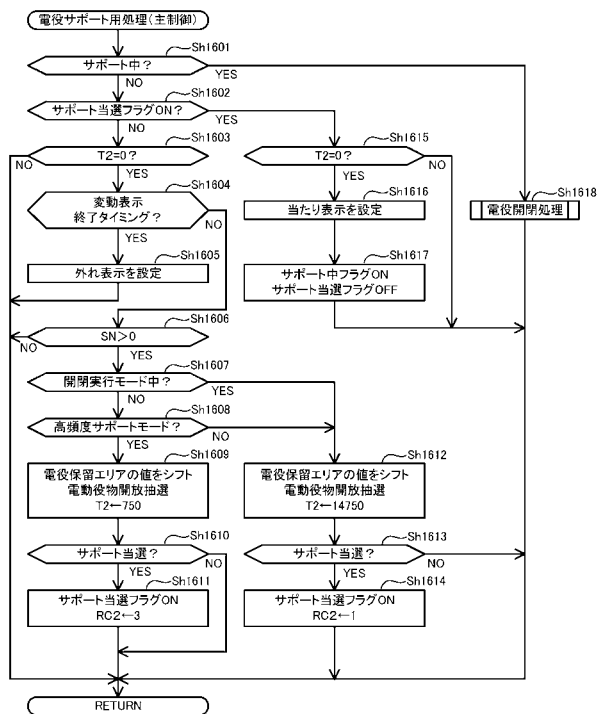 電役サポート用処理(主制御)
Sh1601
サポート中？
YES
NO
Sh1602
サポート当選フラグON？
YES
NO
Sh1603
T2=0？
NO
YES
Sh1604
変動表示
終了タイミング？
NO
YES
Sh1605
外れ表示を設定
Sh1606
SN＞0
NO
YES
Sh1607
開閉実行モード中？
YES
NO
Sh1608
高頻度サポートモード？
NO
YES
Sh1609
電役保留エリアの値をシフト
電動役物開放抽選
T2←750
Sh1610
サポート当選？
NO
YES
Sh1611
サポート当選フラグON
RC2←3
Sh1612
電役保留エリアの値をシフト
電動役物開放抽選
T2←14750
Sh1613
サポート当選？
NO
YES
Sh1614
サポート当選フラグON
RC2←1
Sh1615
T2=0？
NO
YES
Sh1616
当たり表示を設定
Sh1617
サポート中フラグON
サポート当選フラグOFF
Sh1618
電役開閉処理
RETURN